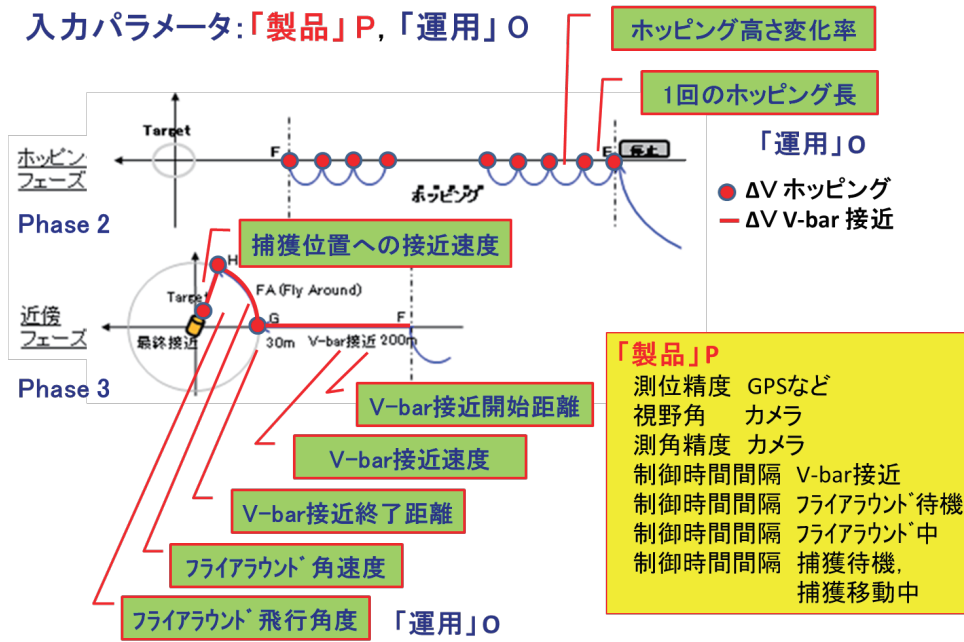 入力パラメータ:「製品」P,「運用」O
ホッピング高さ変化率
1回のホッピング長
「運用」O
Target
ホッピング
フェーズ
F
E
停止
ホッピング
ΔV ホッピング
ΔV V-bar 接近
Phase 2
捕獲位置への接近速度
H
FA (Fly Around)
Target
近傍
フェーズ
G
F
最終接近
30m
V-bar接近
200m
Phase 3
V-bar接近開始距離
V-bar接近速度
V-bar接近終了距離
フライアラウンド角速度
フライアラウンド飛行角度
「運用」O
「製品」P
測位精度 GPSなど
視野角 カメラ
測角精度 カメラ
制御時間間隔 V-bar接近
制御時間間隔 フライアラウンド待機
制御時間間隔 フライアラウンド中
制御時間間隔 捕獲待機,
捕獲移動中